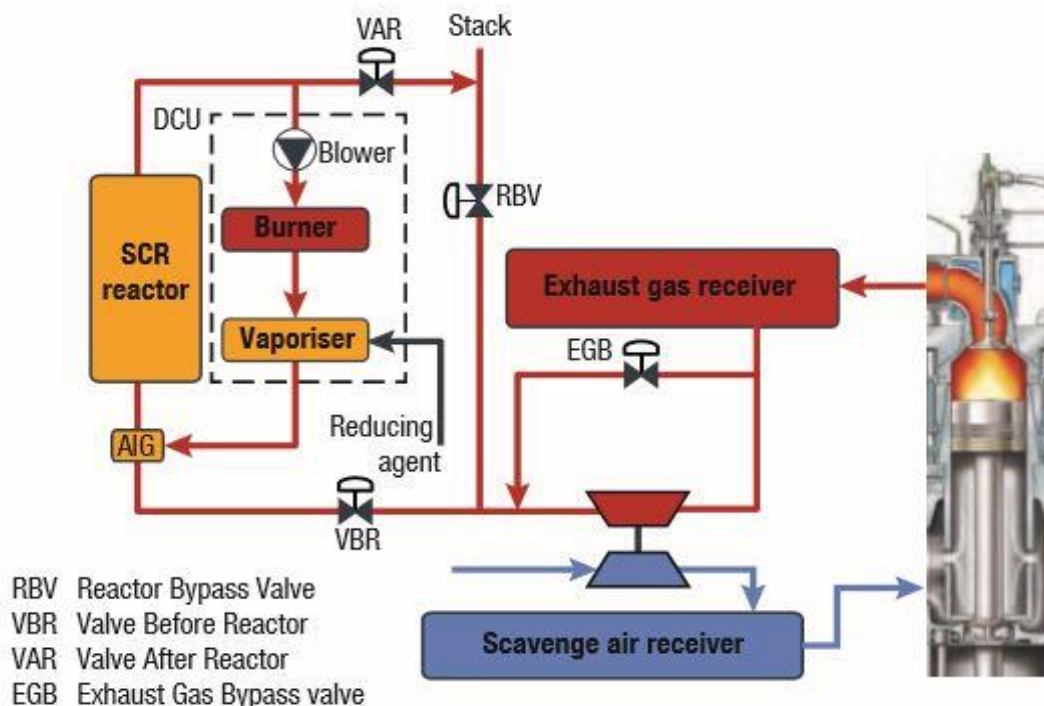 VAR
Stack
DCU
Blower
RBV
Burner
SCR
reactor
Exhaust gas receiver
Vaporiser
EGB
Reducing
agent
AIG
VBR
Scavenge air receiver
RBV Reactor Bypass Valve
VBR Valve Before Reactor
VAR Valve After Reactor
EGB Exhaust Gas Bypass valve